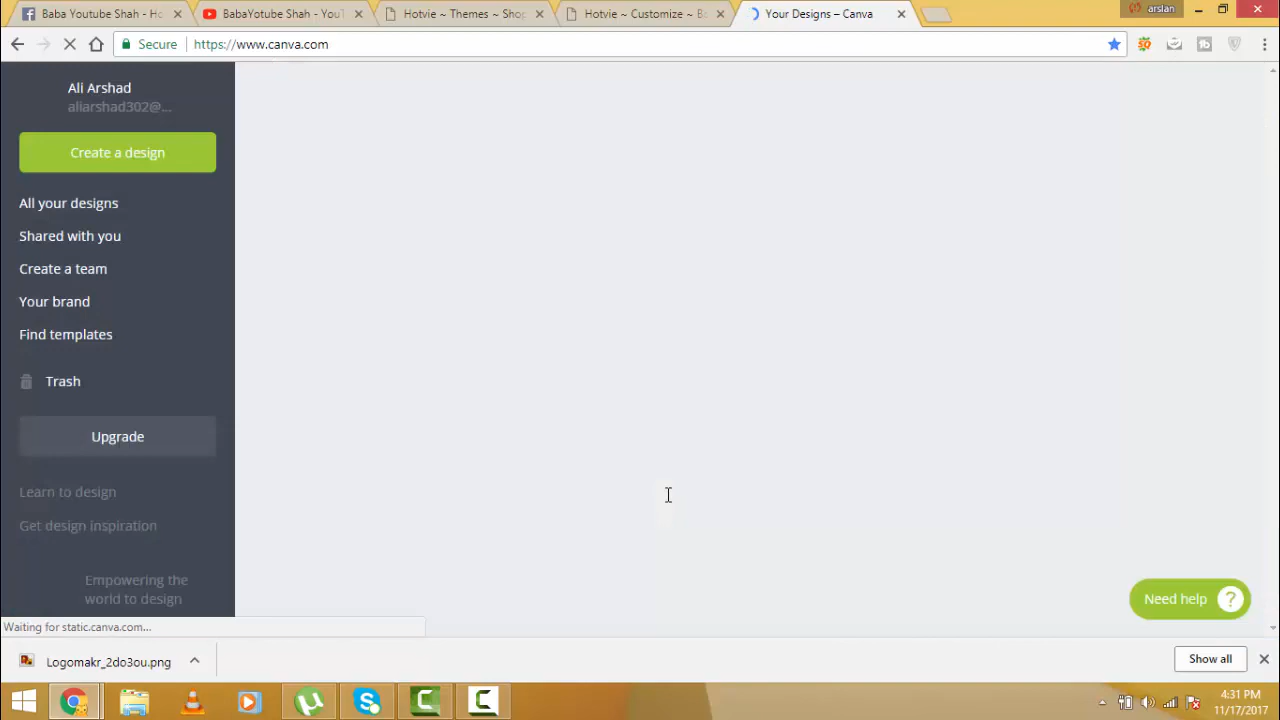 Baba Youtube Shah - Ho
BabaYotube Shah - YouT
Hotvie ~ Themes ~ Shop
Hotvie ~ Customize ~ Ba
Your Designs – Canva
arslan
Secure
https://www.canva.com
Ali Arshad
aliarshad302@...
Create a design
All your designs
Shared with you
Create a team
Your brand
Find templates
Trash
Upgrade
Learn to design
Get design inspiration
Empowering the
world to design
Need help ?
Waiting for static.canva.com...
Logomakr_2do3ou.png
Show all
4:31 PM
11/17/2017